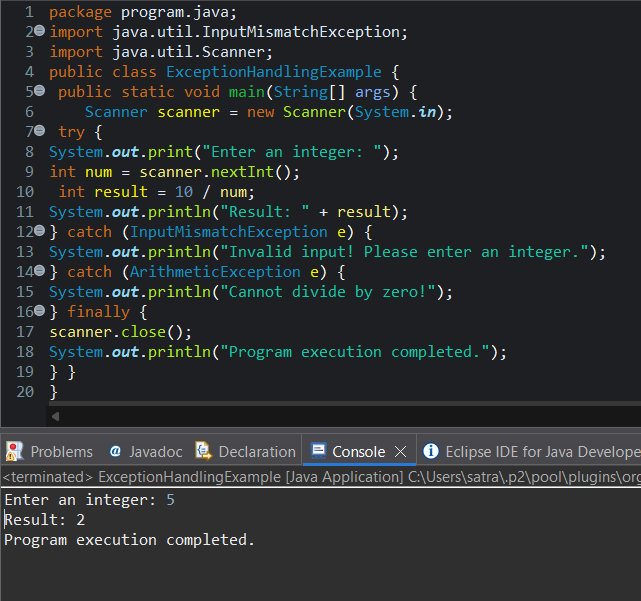 1 package program.java;
2 import java.util.InputMismatchException;
3 import java.util.Scanner;
4 public class ExceptionHandlingExample {
5 public static void main(String[] args) {
6 Scanner scanner = new Scanner(System.in);
7 try {
8 System.out.print("Enter an integer: ");
9 int num = scanner.nextInt();
10 int result = 10 / num;
11 System.out.println("Result: " + result);
12 } catch (InputMismatchException e) {
13 System.out.println("Invalid input! Please enter an integer.");
14 } catch (ArithmeticException e) {
15 System.out.println("Cannot divide by zero!");
16 } finally {
17 scanner.close();
18 System.out.println("Program execution completed.");
19 } }
20 }
Problems @ Javadoc Declaration Console Eclipse IDE for Java Develope
<terminated> ExceptionHandlingExample [Java Application] C:\Users\satra\.p2\pool\plugins\org
Enter an integer: 5
Result: 2
Program execution completed.